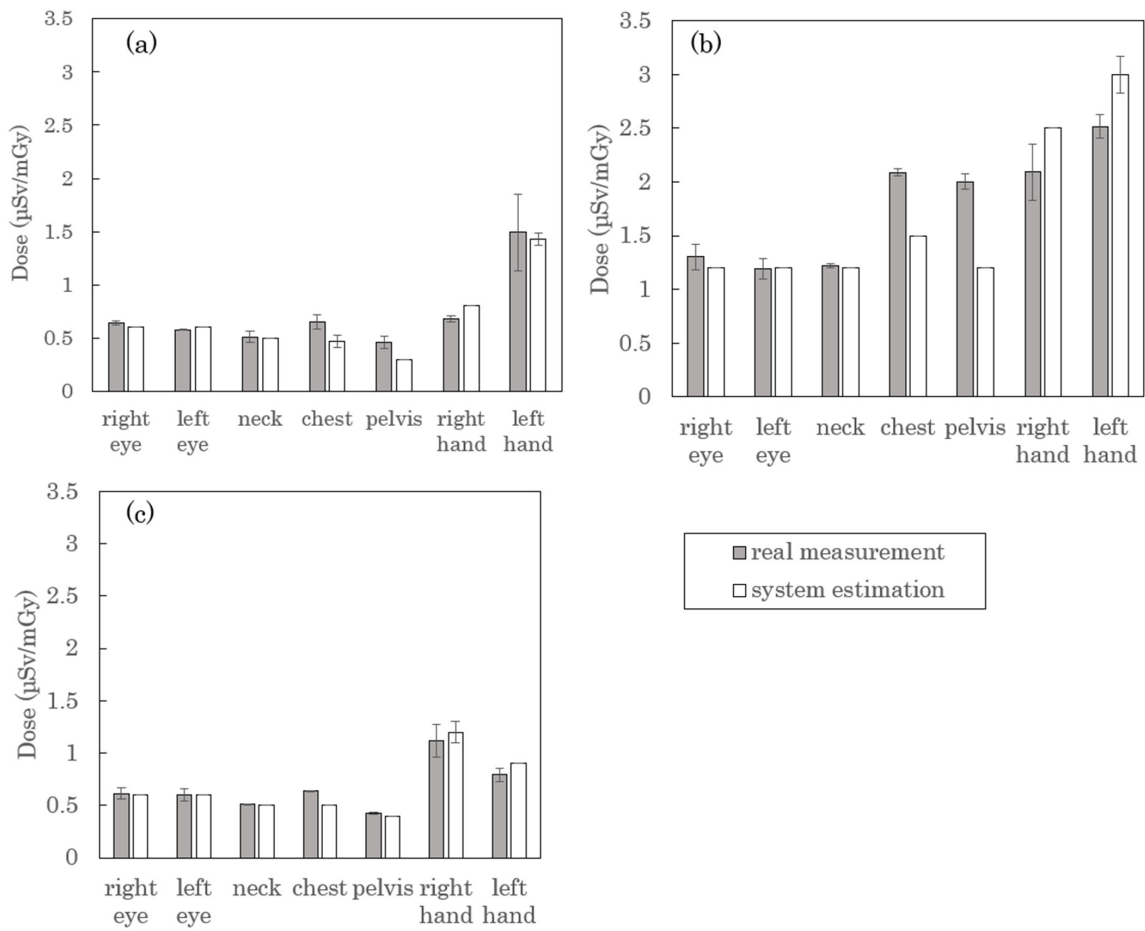 (a)
Dose (µSv/mGy)
3.5
3
2.5
2
1.5
1
0.5
0
right eye
left eye
neck
chest
pelvis
right hand
left hand
(b)
Dose (µSv/mGy)
3.5
3
2.5
2
1.5
1
0.5
0
right eye
left eye
neck
chest
pelvis
right hand
left hand
(c)
Dose (µSv/mGy)
3.5
3
2.5
2
1.5
1
0.5
0
right eye
left eye
neck
chest
pelvis
right hand
left hand
real measurement
system estimation